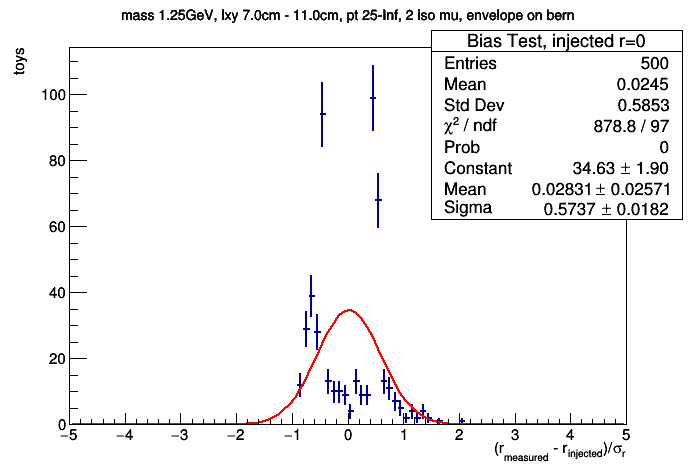 mass 1.25GeV, lxy 7.0cm - 11.0cm, pt 25-Inf, 2 Iso mu, envelope on bern
toys
Bias Test, injected r=0
Entries 500
Mean 0.0245
Std Dev 0.5853
χ² / ndf 878.8 / 97
Prob 0
Constant 34.63 ± 1.90
Mean 0.02831 ± 0.02571
Sigma 0.5737 ± 0.0182
100
80
60
40
20
0
−5 −4 −3 −2 −1 0 1 2 3 4 5
(r_measured - r_injected)/σ_r